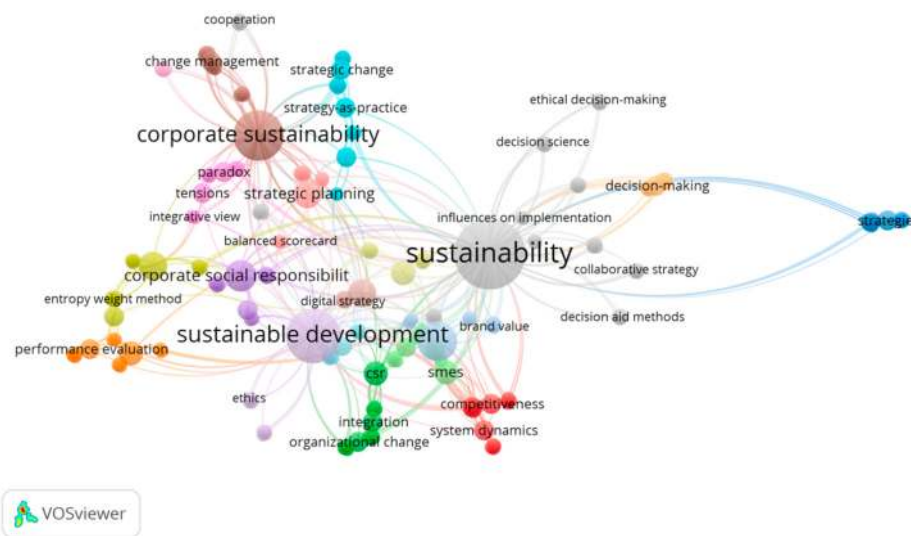 cooperation
change management
strategic change
strategy-as-practice
ethical decision-making
corporate sustainability
decision science
paradox
decision-making
tensions
strategic planning
integrative view
influences on implementation
strategie
balanced scorecard
sustainability
corporate social responsibilit
collaborative strategy
entropy weight method
digital strategy
decision aid methods
sustainable development
brand value
performance evaluation
csr
smes
ethics
competitiveness
integration
system dynamics
organizational change
VOSviewer